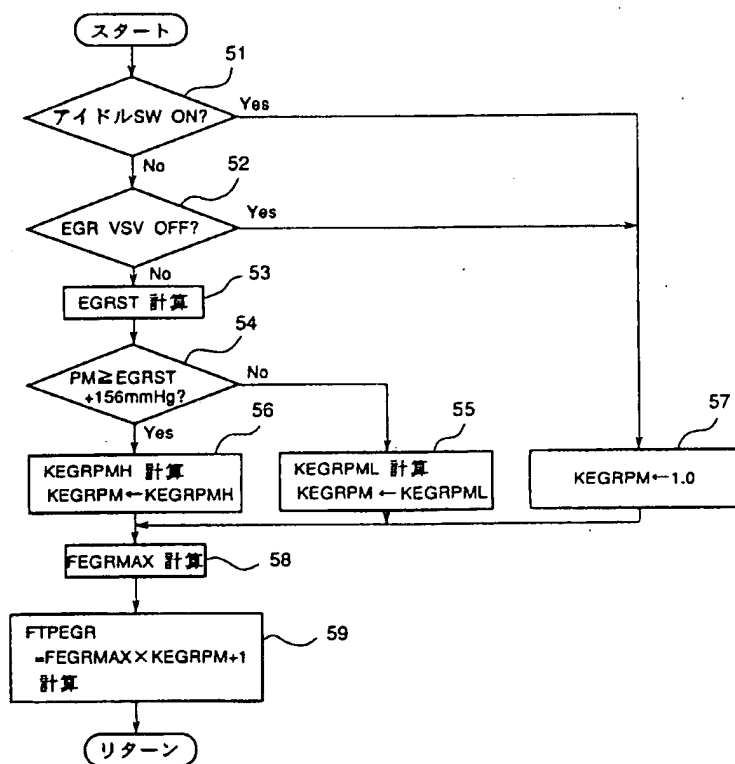 スタート
51
アイドルSW ON?
Yes
No
52
EGR VSV OFF?
Yes
No
53
EGRST 計算
54
PM≧EGRST
+156mmHg?
No
Yes
56
KEGRPMH 計算
KEGRPM←KEGRPMH
55
KEGRPML 計算
KEGRPM←KEGRPML
57
KEGRPM←1.0
FEGRMAX 計算
58
FTPEGR
=FEGRMAX×KEGRPM+1
計算
59
リターン